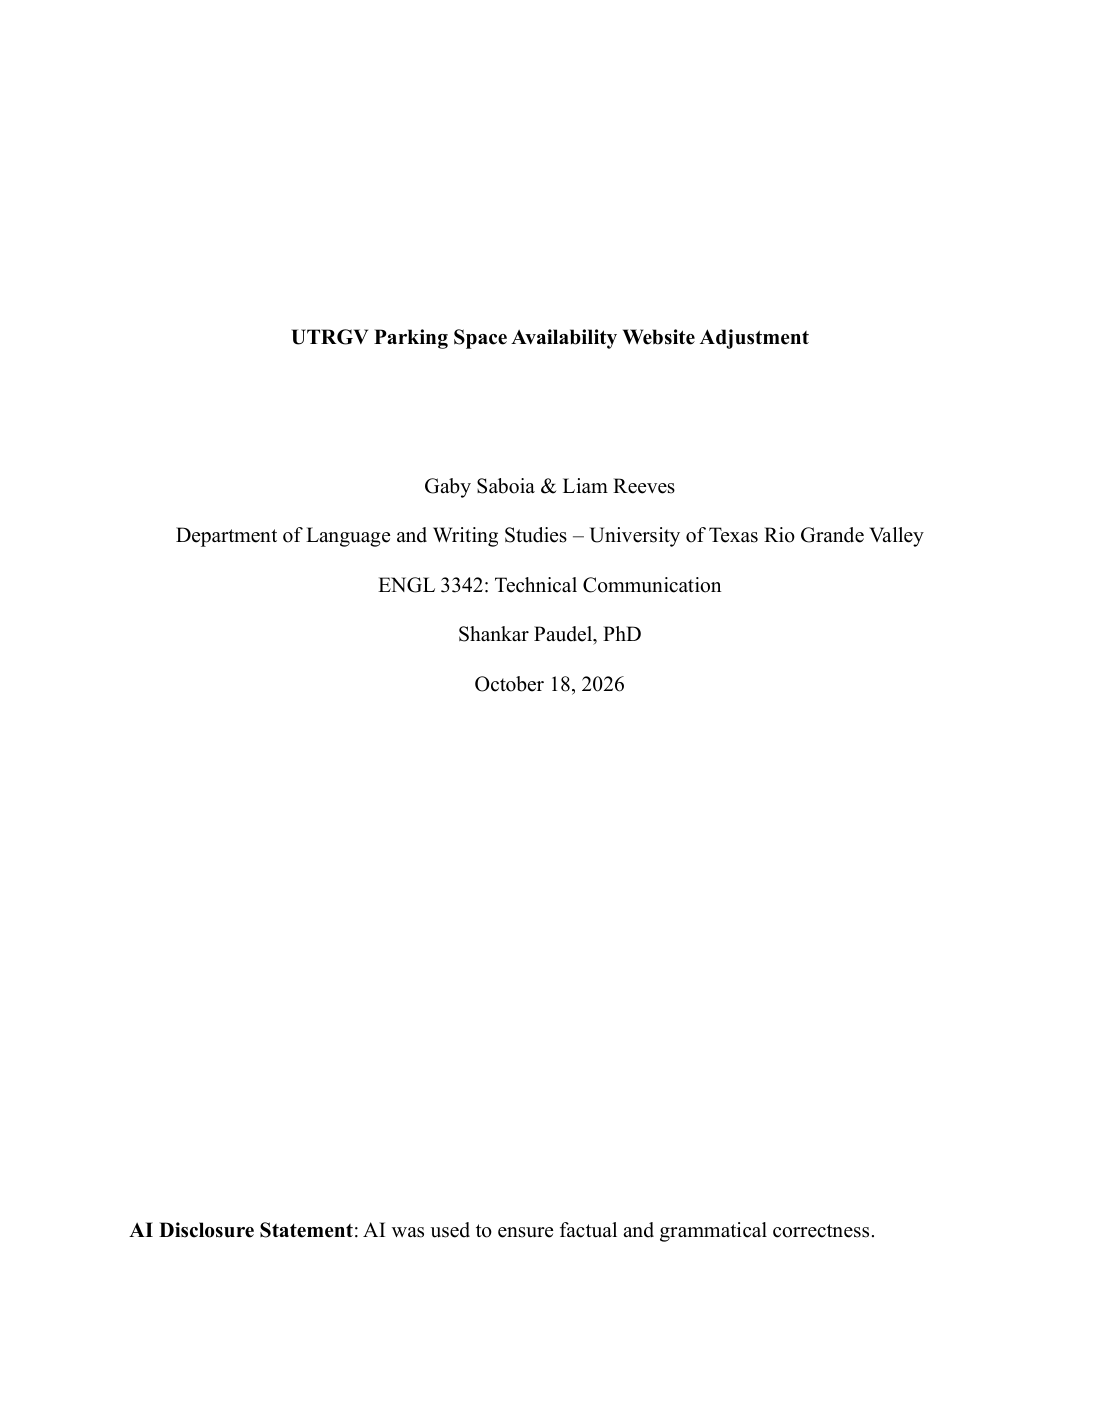 UTRGV Parking Space Availability Website Adjustment
Gaby Saboia & Liam Reeves
Department of Language and Writing Studies – University of Texas Rio Grande Valley
ENGL 3342: Technical Communication
Shankar Paudel, PhD
October 18, 2026
AI Disclosure Statement: AI was used to ensure factual and grammatical correctness.